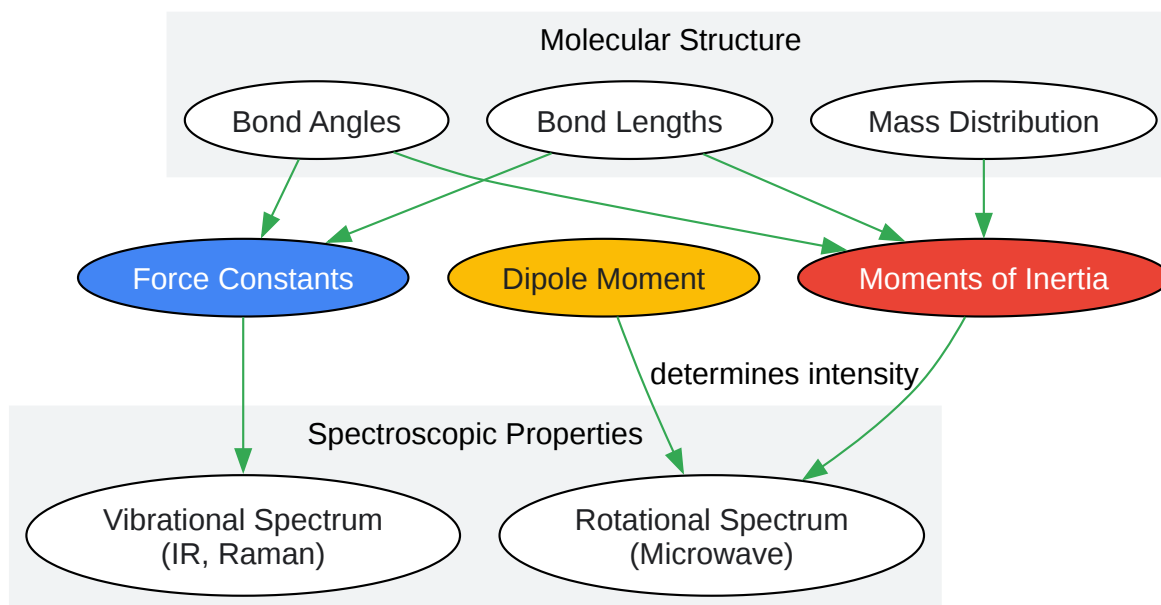 Molecular Structure
Bond Angles
Bond Lengths
Mass Distribution
Force Constants
Dipole Moment
Moments of Inertia
determines intensity
Spectroscopic Properties
Vibrational Spectrum
(IR, Raman)
Rotational Spectrum
(Microwave)